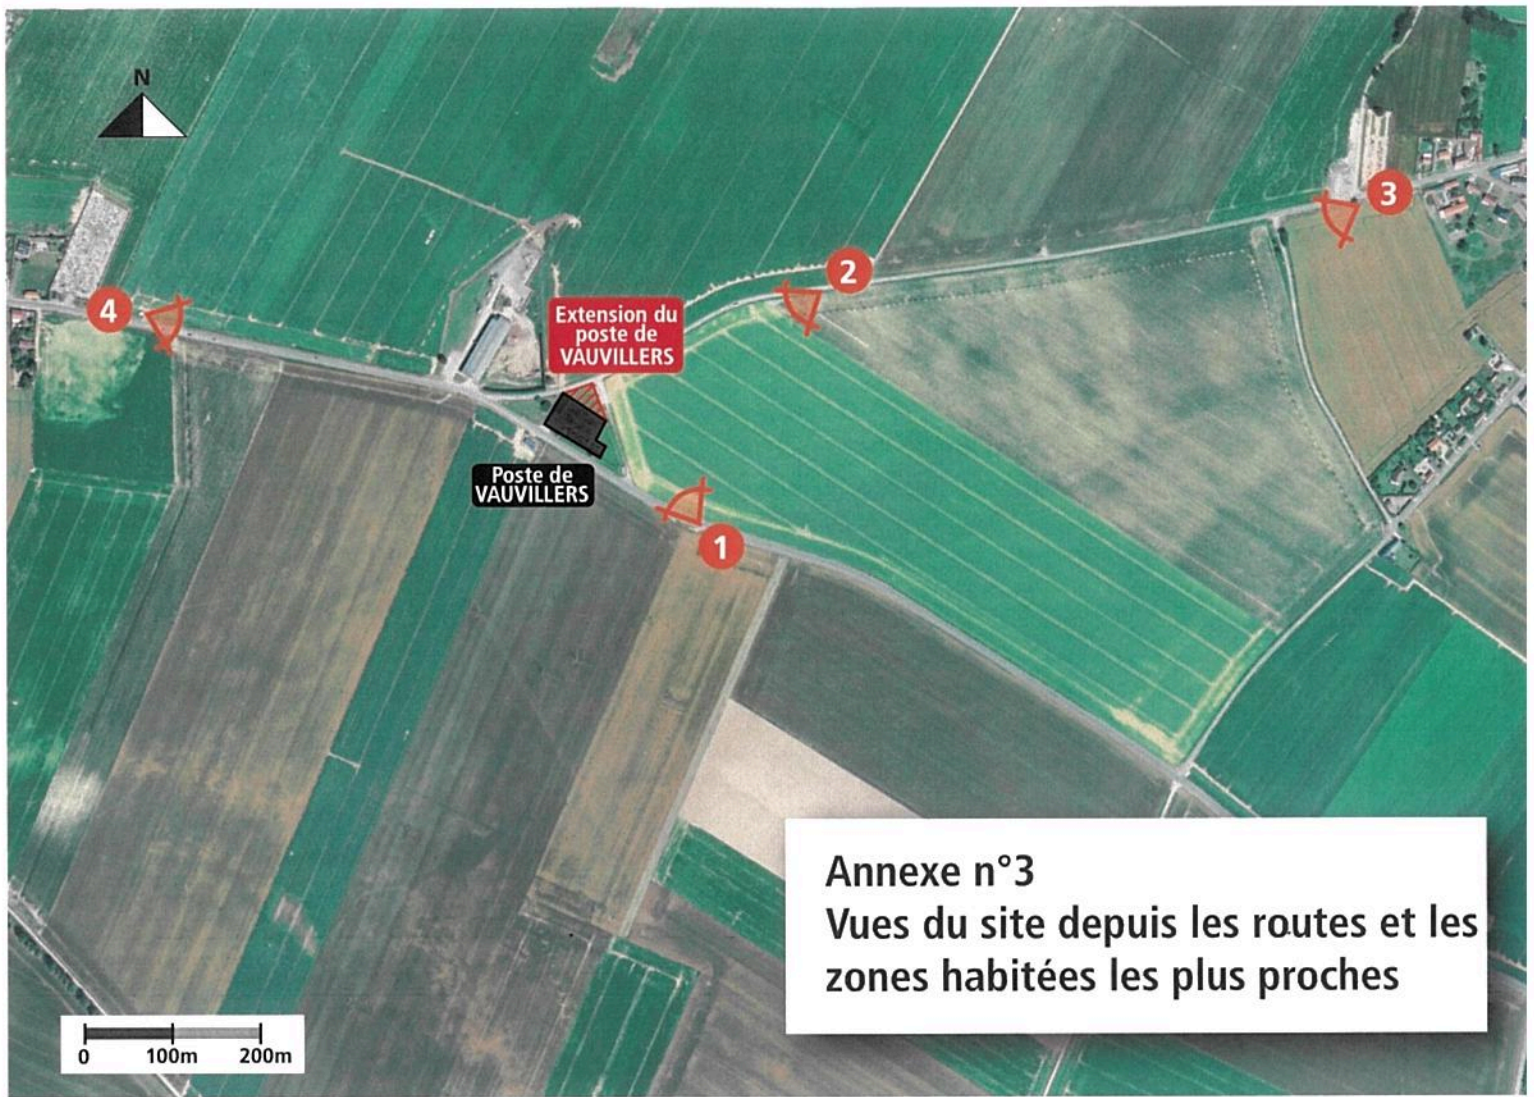 N
4
3
2
Extension du
poste de
VAUVILLERS
Poste de
VAUVILLERS
1
Annexe n°3
Vues du site depuis les routes et les
zones habitées les plus proches
0 100m 200m